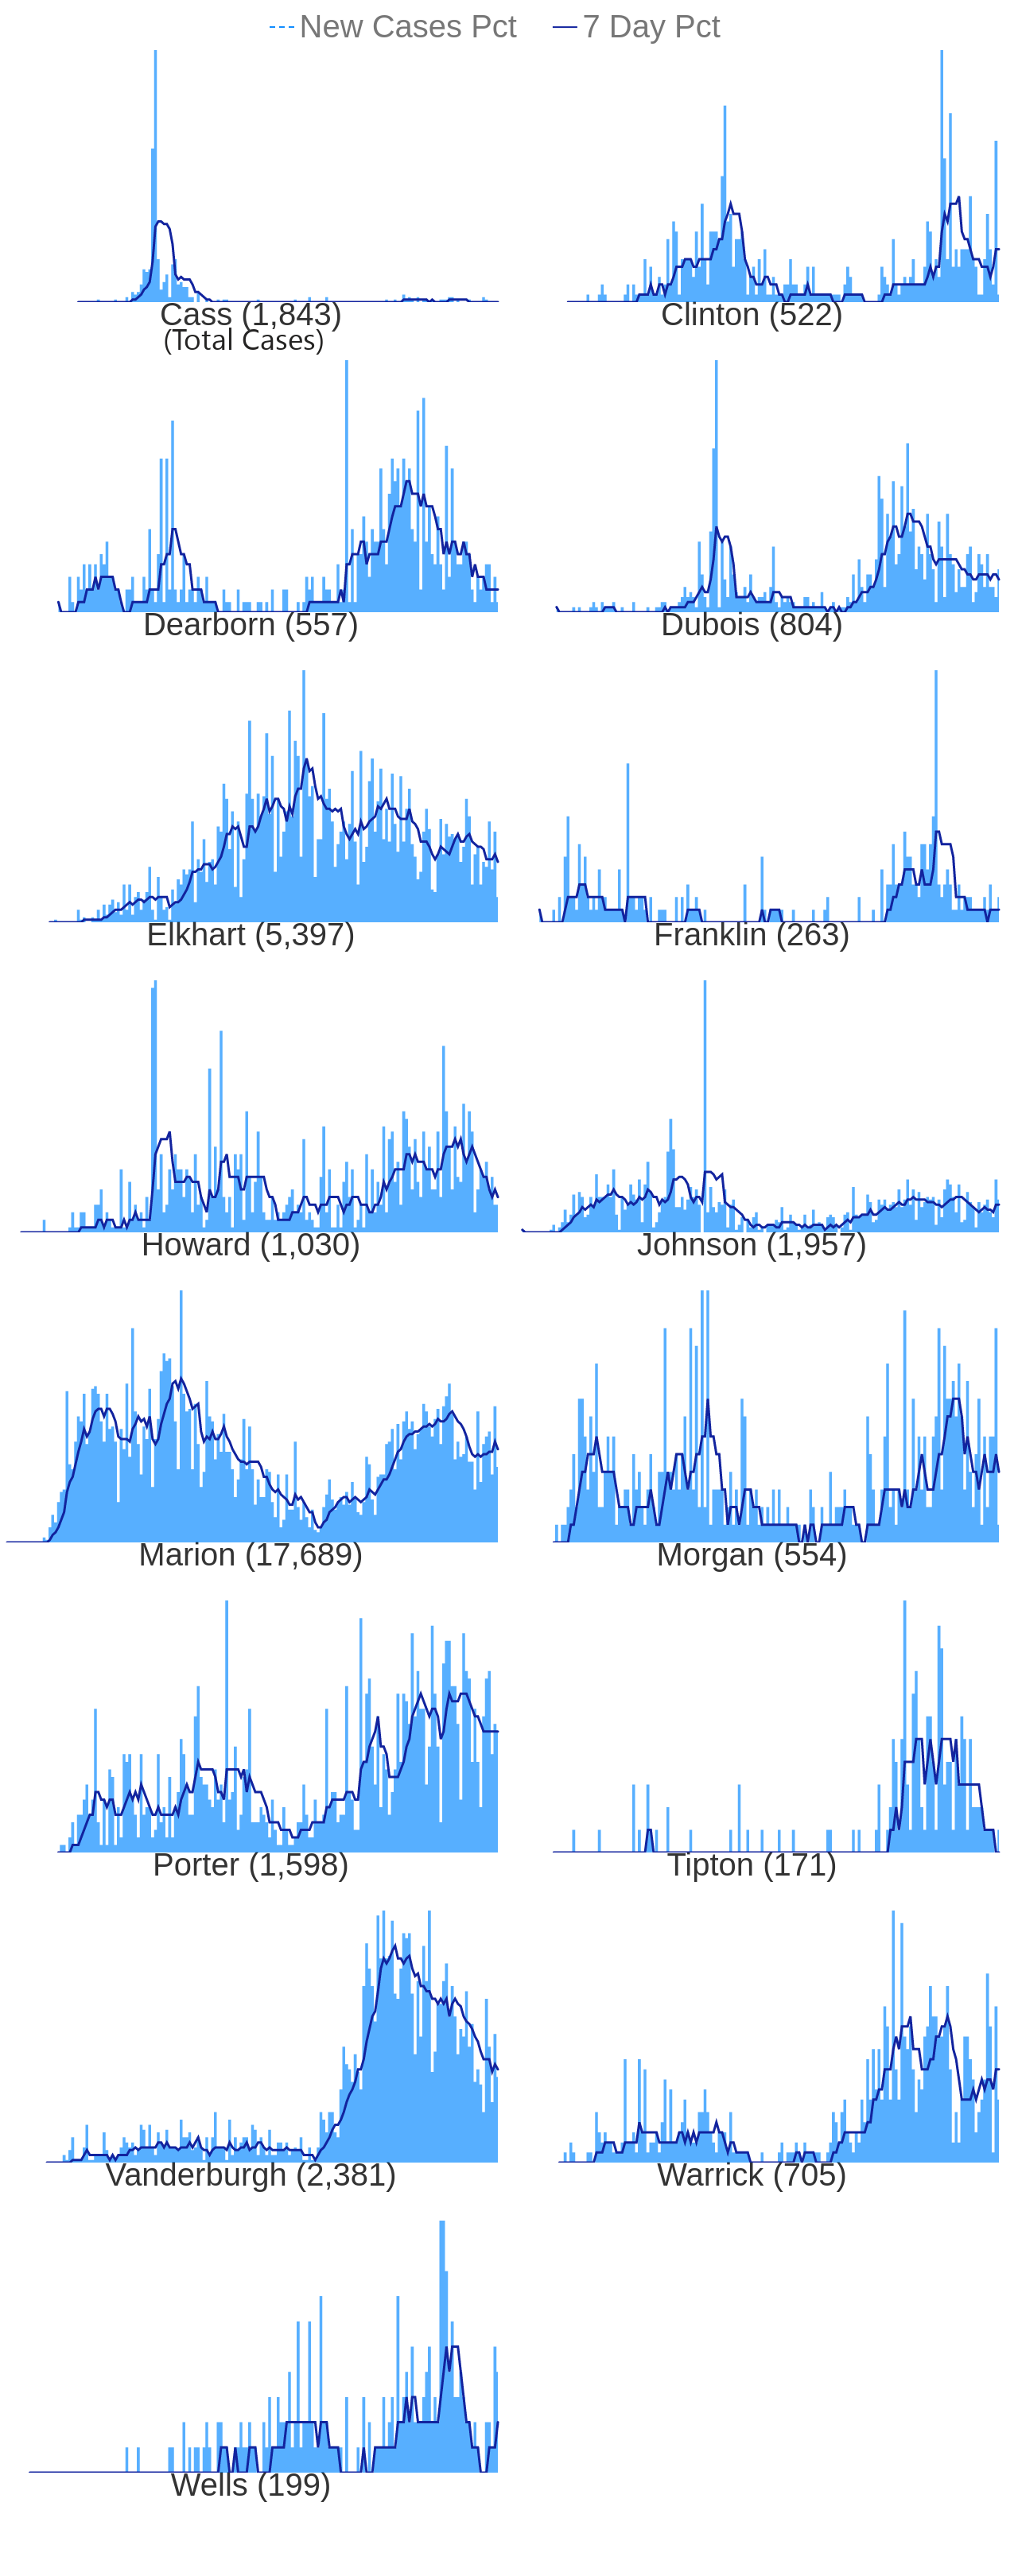 New Cases Pct 7 Day Pct
Cass (1,843) Clinton (522)
(Total Cases)
Dearborn (557) Dubois (804)
Elkhart (5,397) Franklin (263)
Howard (1,030) Johnson (1,957)
Marion (17,689) Morgan (554)
Porter (1,598) Tipton (171)
Vanderburgh (2,381) Warrick (705)
Wells (199)